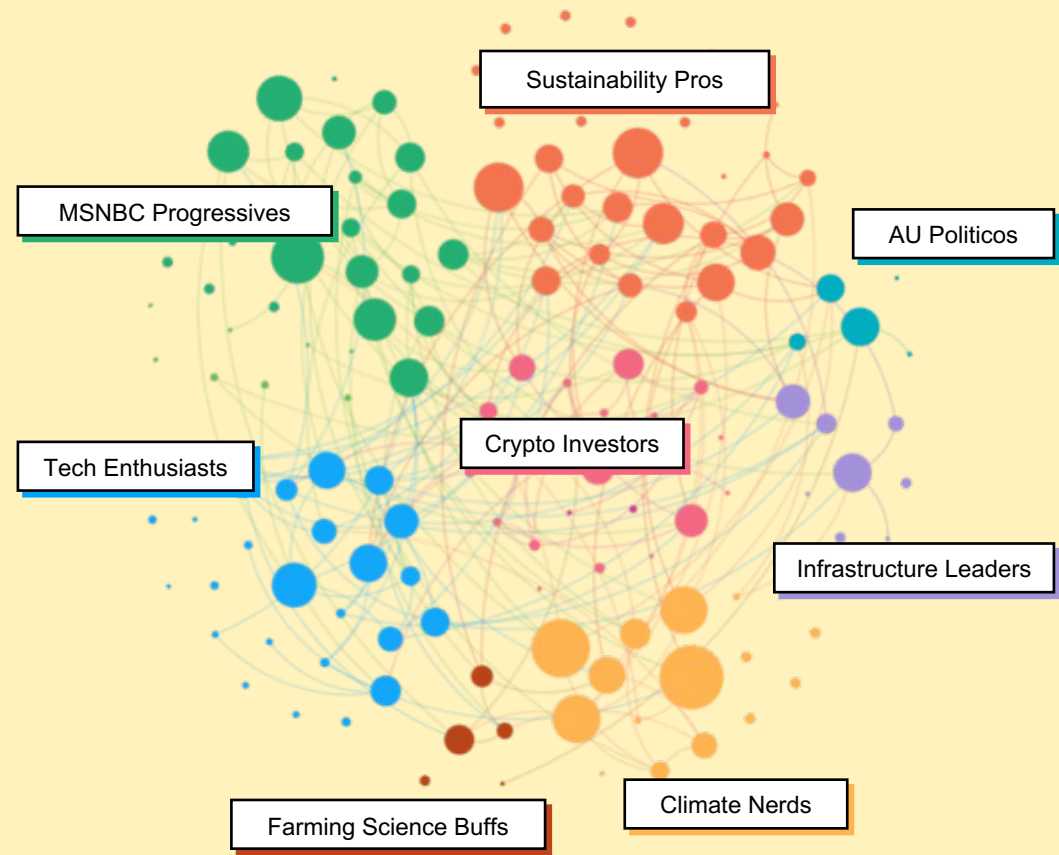 Sustainability Pros
MSNBC Progressives
AU Politicos
Crypto Investors
Tech Enthusiasts
Infrastructure Leaders
Climate Nerds
Farming Science Buffs